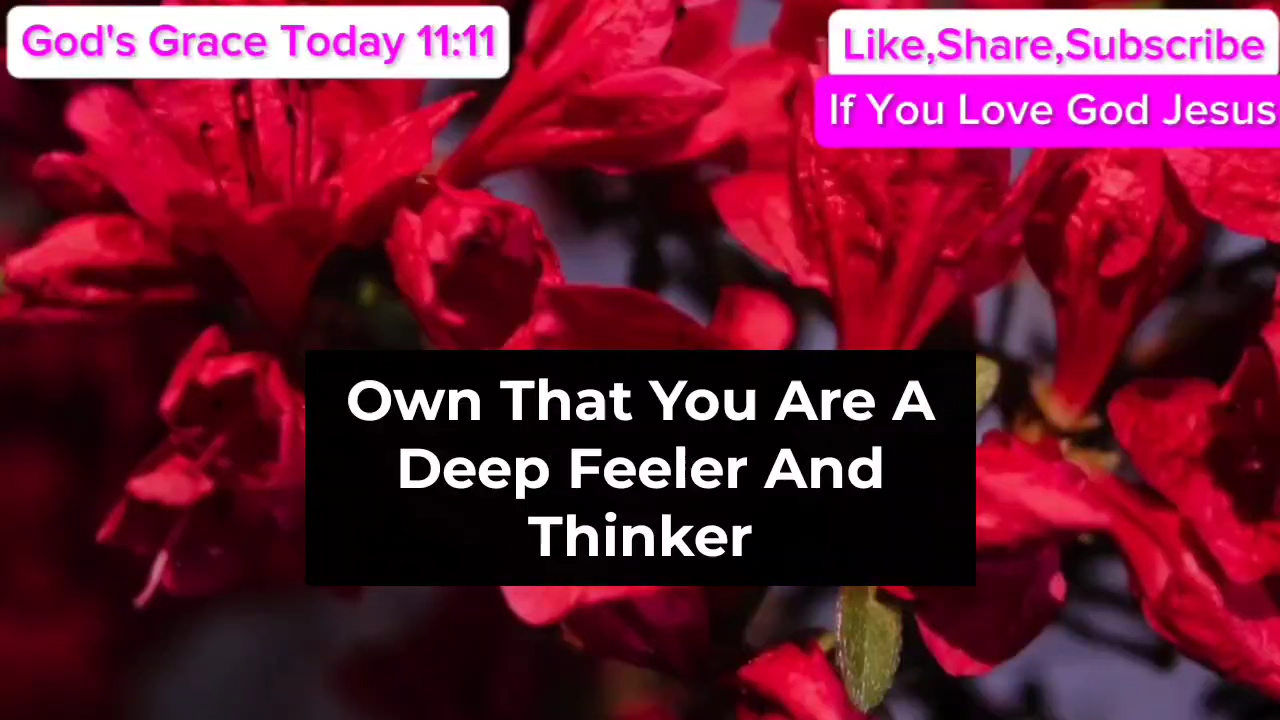 God's Grace Today 11:11
Like,Share,Subscribe
If You Love God Jesus
Own That You Are A
Deep Feeler And
Thinker